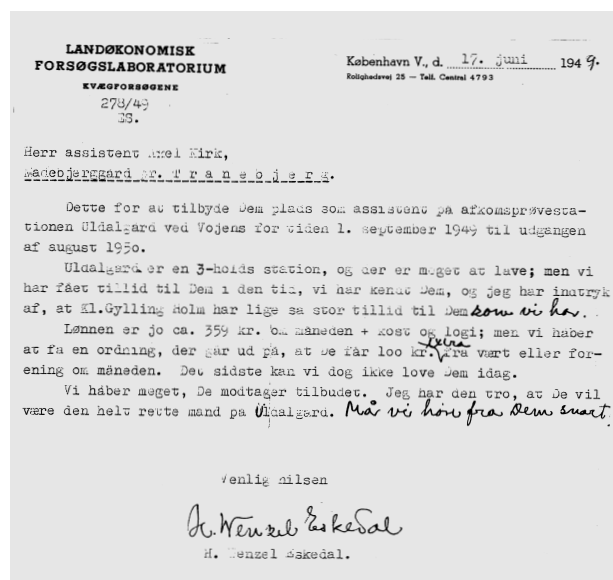 LANDØKONOMISK
FORSØGSLABORATORIUM
KVÆGFORSØGENE
278/49
ES.
København V., d. 17. juni 1949.
Rolighedsvej 25 — Telf. Central 4793
Herr assistent Axel Kirk,
Madebjerggård pr. T r a n e b j e r g.
Dette for at tilbyde Dem plads som assistent på afkomsprøvesta-
tionen Uldalgård ved Vojens for tiden 1. september 1949 til udgangen
af august 1950.
Uldalgård er en 3-holds station, og der er meget at lave; men vi
har fået tillid til Dem i den tid, vi har kendt Dem, og jeg har indtryk
af, at Kl.Gylling Holm har lige så stor tillid til Dem som vi har.
Lønnen er jo ca. 359 kr. om måneden + kost og logi; men vi håber
at få en ordning, der går ud på, at De får 100 kr. extra fra vært eller for-
ening om måneden. Det sidste kan vi dog ikke love Dem idag.
Vi håber meget, De modtager tilbudet. Jeg har den tro, at De vil
være den helt rette mand på Uldalgård. Må vi høre fra Dem snart.
Venlig hilsen
H. Wenzel Eskedal
H. Wenzel Eskedal.